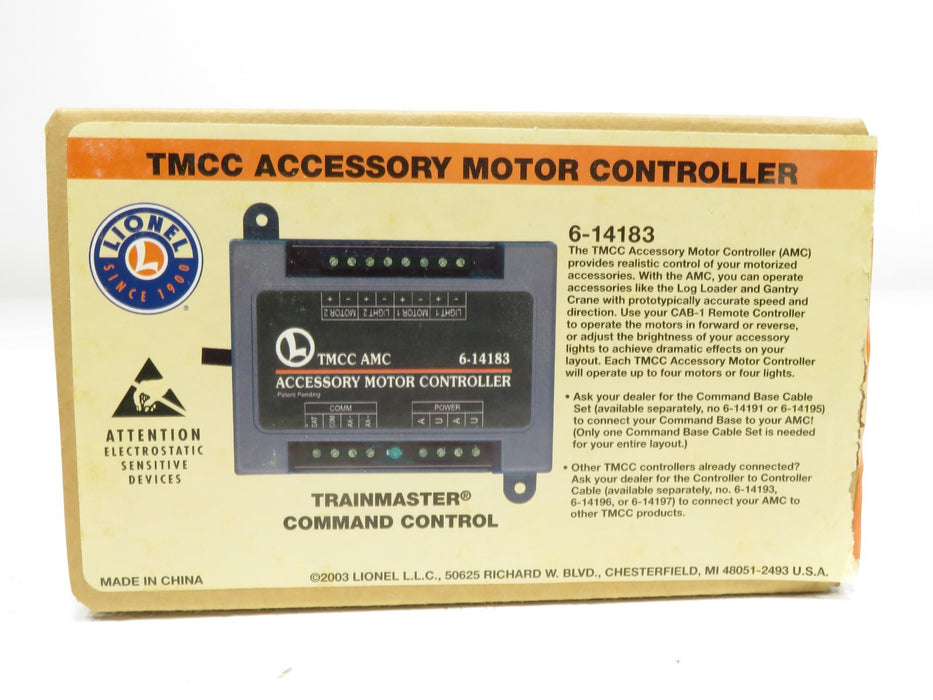 TMCC ACCESSORY MOTOR CONTROLLER
LIONEL
SINCE 1900
L
ATTENTION
ELECTROSTATIC
SENSITIVE
DEVICES
MADE IN CHINA
+ - + - + - + -
MOTOR 2 LIGHT 2 MOTOR 1 LIGHT 1
L TMCC AMC 6-14183
ACCESSORY MOTOR CONTROLLER
Patent Pending
COMM POWER
DAT COM AX- AX- A U A U
TRAINMASTER®
COMMAND CONTROL
6-14183
The TMCC Accessory Motor Controller (AMC)
provides realistic control of your motorized
accessories. With the AMC, you can operate
accessories like the Log Loader and Gantry
Crane with prototypically accurate speed and
direction. Use your CAB-1 Remote Controller
to operate the motors in forward or reverse,
or adjust the brightness of your accessory
lights to achieve dramatic effects on your
layout. Each TMCC Accessory Motor Controller
will operate up to four motors or four lights.
• Ask your dealer for the Command Base Cable
Set (available separately, no 6-14191 or 6-14195)
to connect your Command Base to your AMC!
(Only one Command Base Cable Set is needed
for your entire layout.)
• Other TMCC controllers already connected?
Ask your dealer for the Controller to Controller
Cable (available separately, no. 6-14193,
6-14196, or 6-14197) to connect your AMC to
other TMCC products.
©2003 LIONEL L.L.C., 50625 RICHARD W. BLVD., CHESTERFIELD, MI 48051-2493 U.S.A.